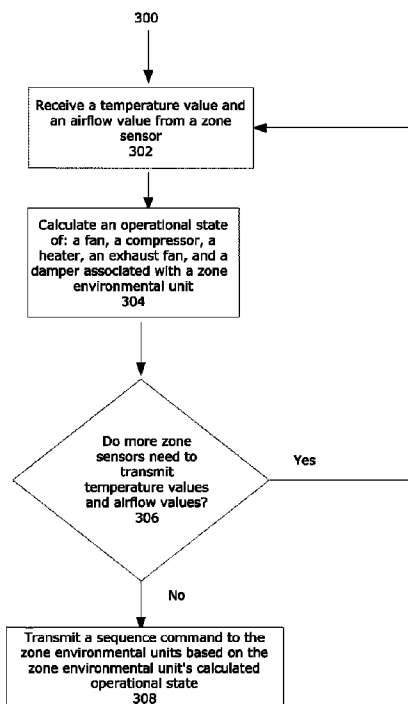 300
Receive a temperature value and
an airflow value from a zone
sensor
302
Calculate an operational state
of: a fan, a compressor, a
heater, an exhaust fan, and a
damper associated with a zone
environmental unit
304
Do more zone
sensors need to
transmit
temperature values
and airflow values?
306
Yes
No
Transmit a sequence command to the
zone environmental units based on the
zone environmental unit's calculated
operational state
308